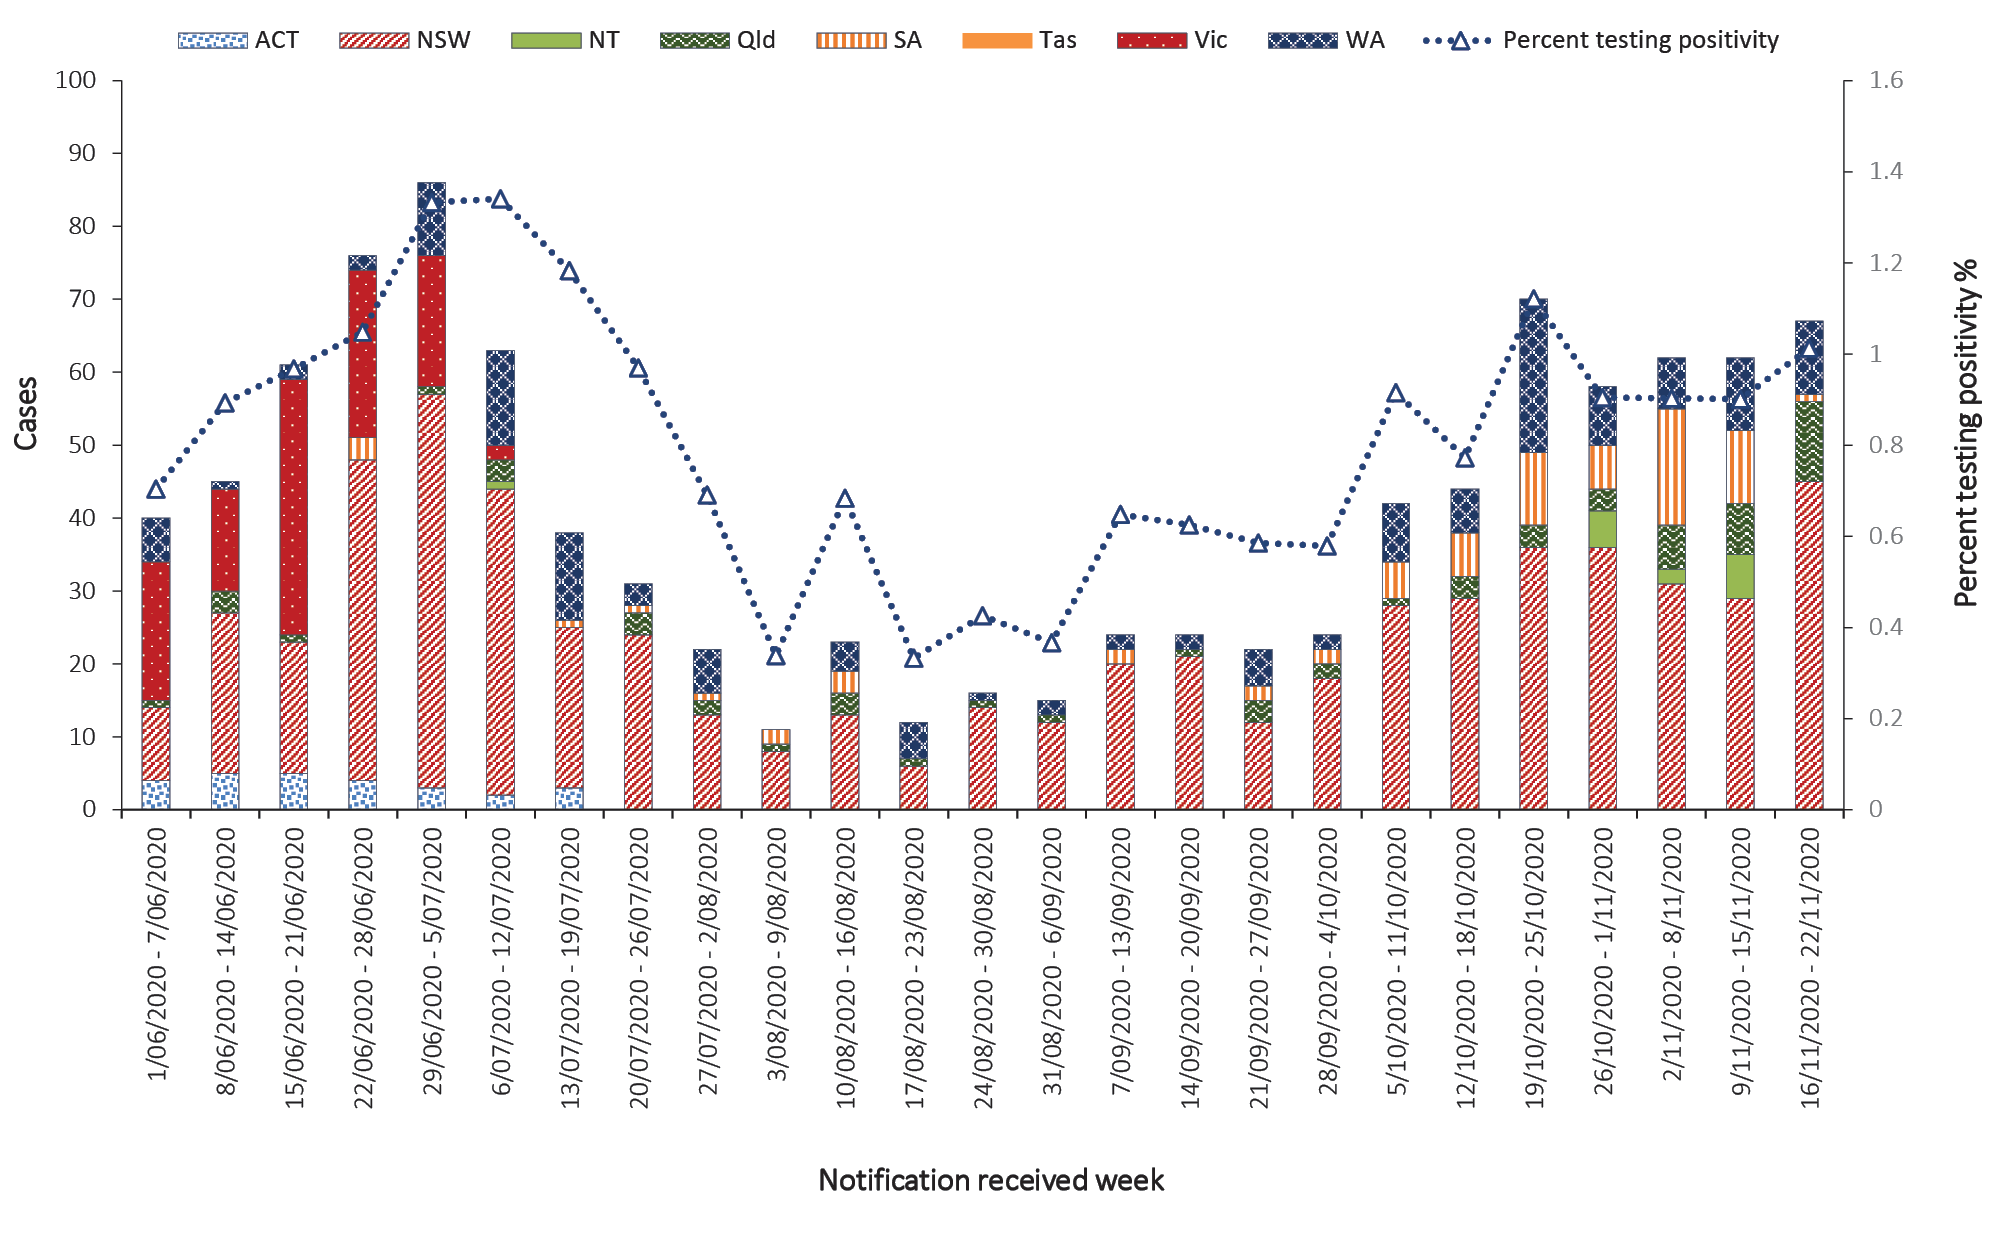 ACT NSW NT Qld SA Tas Vic WA Percent testing positivity
100
90
80
70
60
50
40
30
20
10
0
Cases
1.6
1.4
1.2
1
0.8
0.6
0.4
0.2
0
Percent testing positivity %
1/06/2020 - 7/06/2020
8/06/2020 - 14/06/2020
15/06/2020 - 21/06/2020
22/06/2020 - 28/06/2020
29/06/2020 - 5/07/2020
6/07/2020 - 12/07/2020
13/07/2020 - 19/07/2020
20/07/2020 - 26/07/2020
27/07/2020 - 2/08/2020
3/08/2020 - 9/08/2020
10/08/2020 - 16/08/2020
17/08/2020 - 23/08/2020
24/08/2020 - 30/08/2020
31/08/2020 - 6/09/2020
7/09/2020 - 13/09/2020
14/09/2020 - 20/09/2020
21/09/2020 - 27/09/2020
28/09/2020 - 4/10/2020
5/10/2020 - 11/10/2020
12/10/2020 - 18/10/2020
19/10/2020 - 25/10/2020
26/10/2020 - 1/11/2020
2/11/2020 - 8/11/2020
9/11/2020 - 15/11/2020
16/11/2020 - 22/11/2020
Notification received week